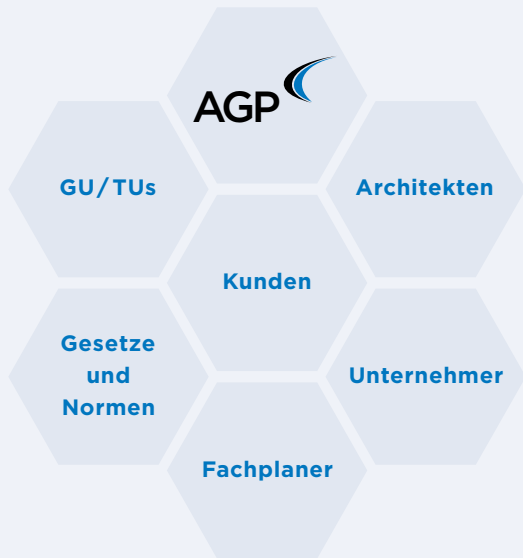 AGP
GU/TUs
Architekten
Kunden
Gesetze
und
Normen
Unternehmer
Fachplaner